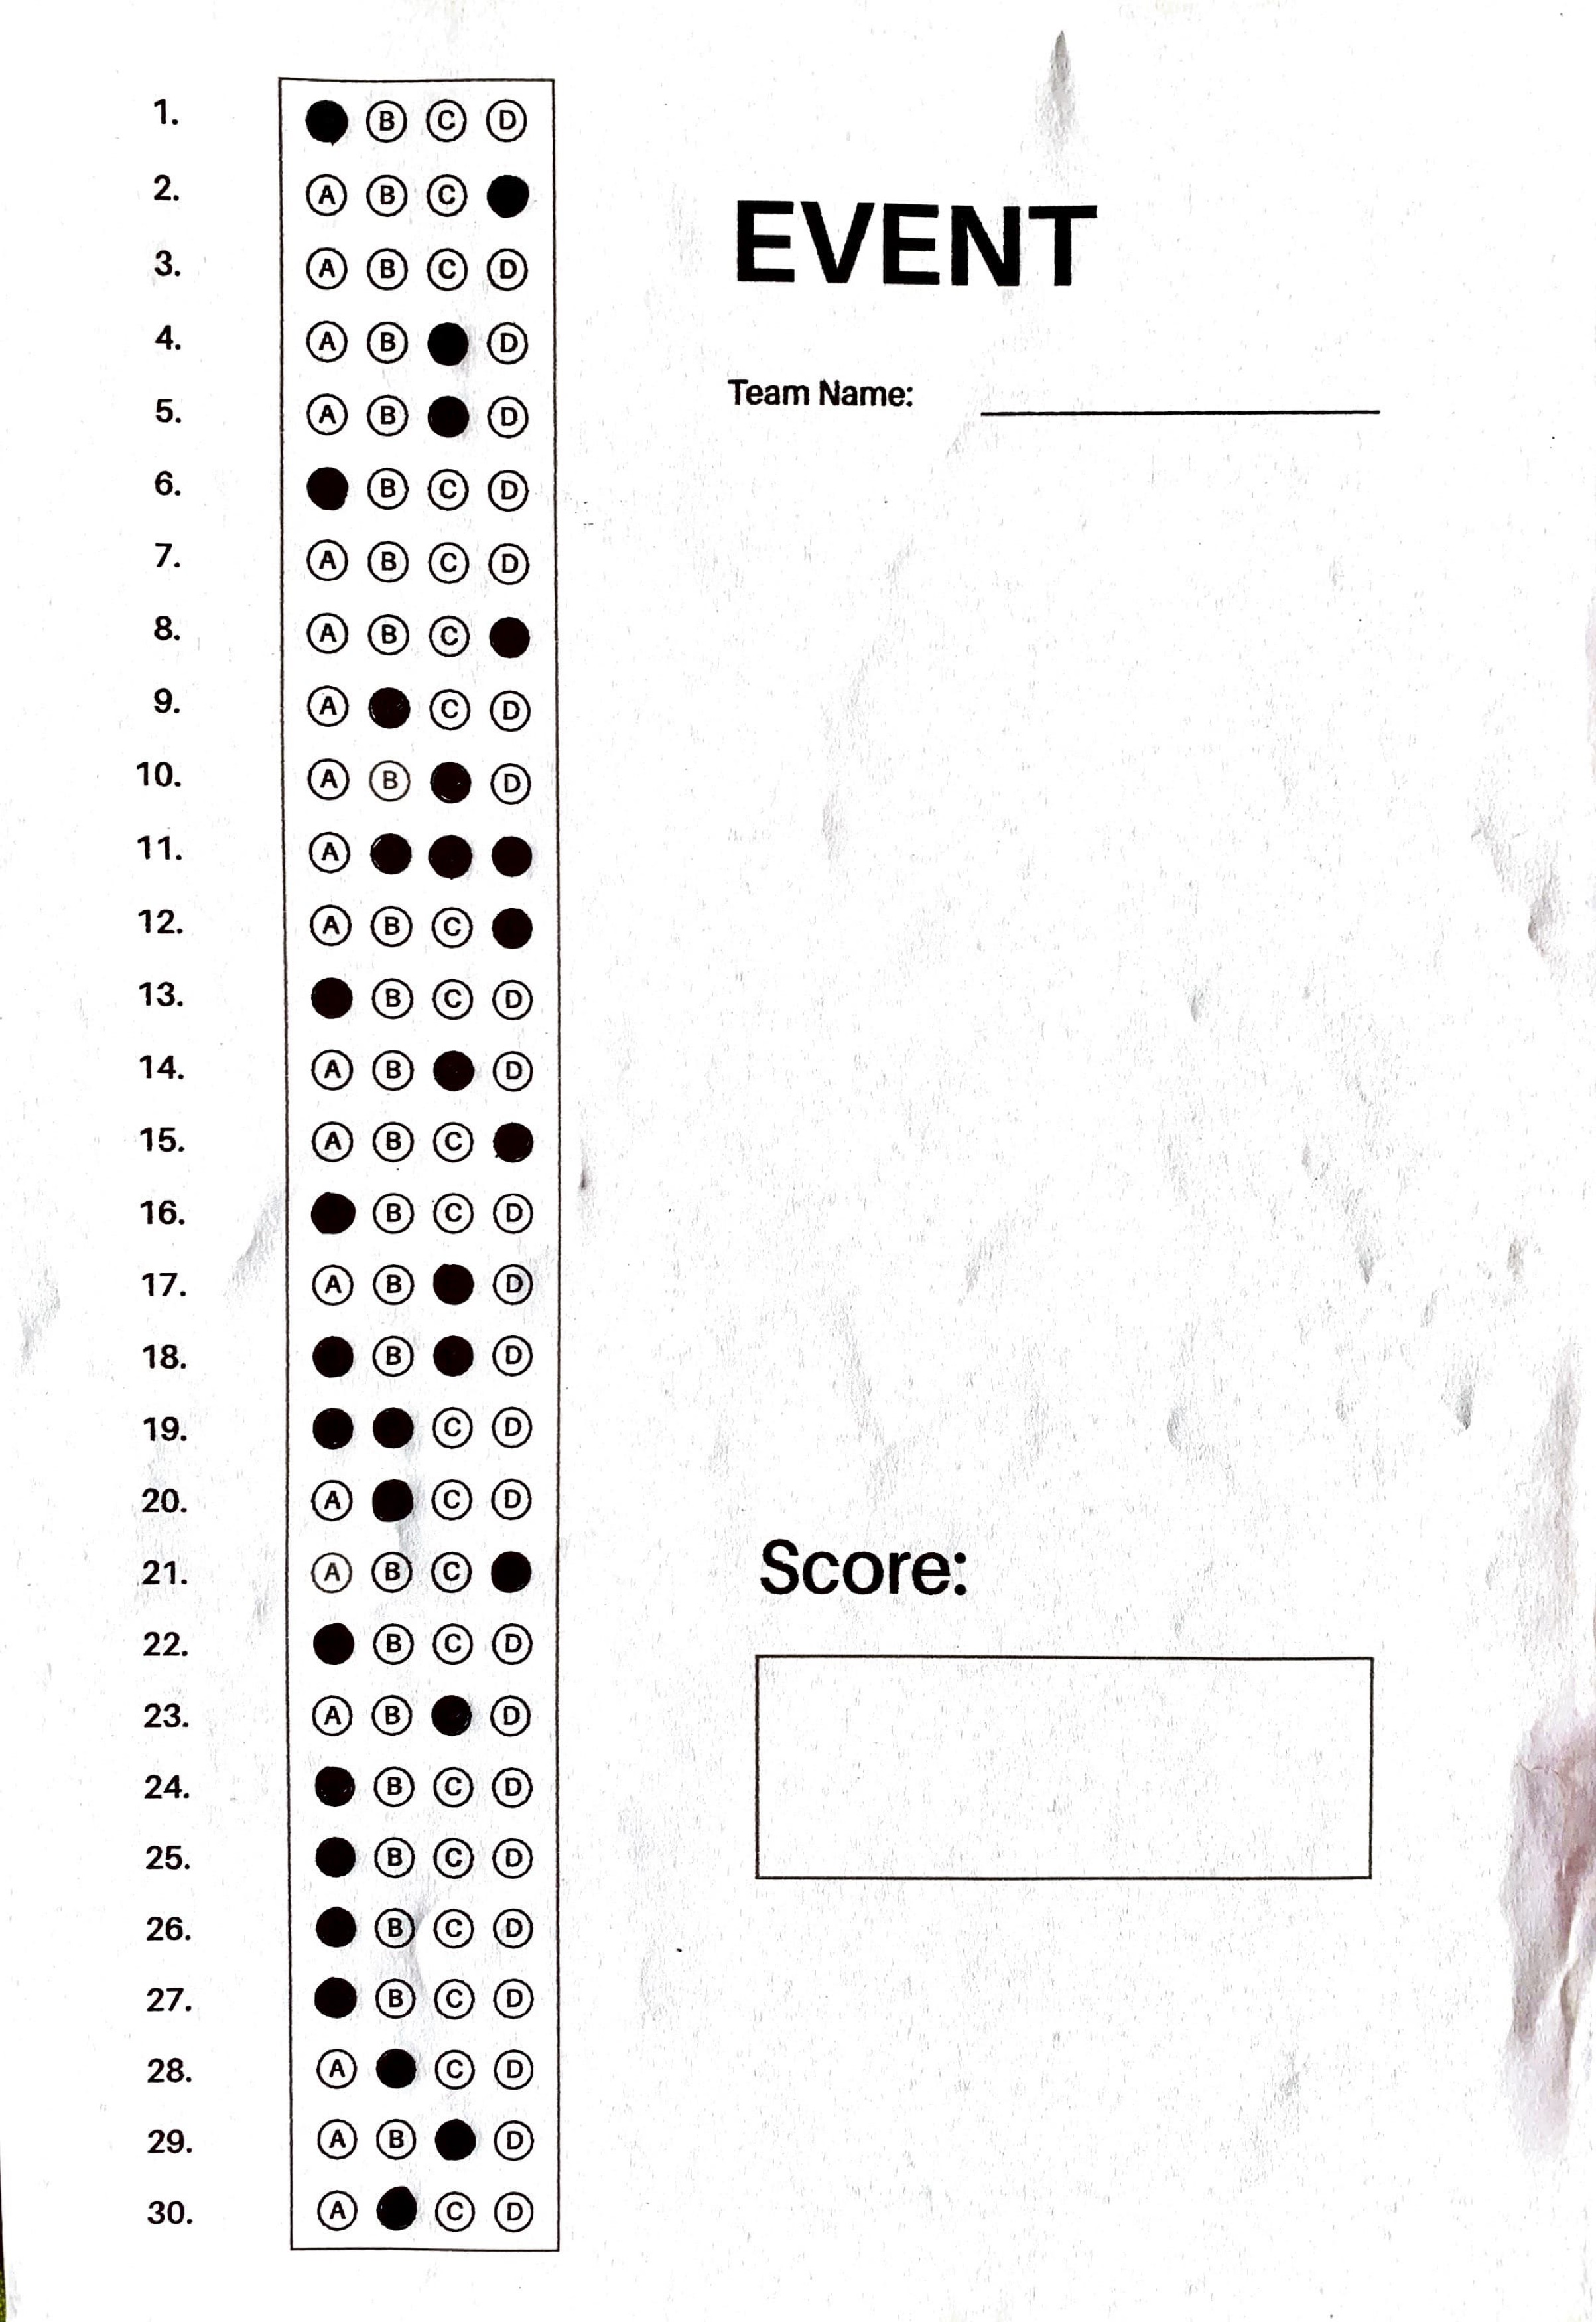 1. B C D
2. A B C
3. A B C D
4. A B D
5. A B D
6. B C D
7. A B C D
8. A B C
9. A C D
10. A B D
11. A
12. A B C
13. B C D
14. A B D
15. A B C
16. B C D
17. A B D
18. B D
19. C D
20. A C D
21. A B C
22. B C D
23. A B D
24. B C D
25. B C D
26. B C D
27. B C D
28. A C D
29. A B D
30. A C D
EVENT
Team Name:
Score: